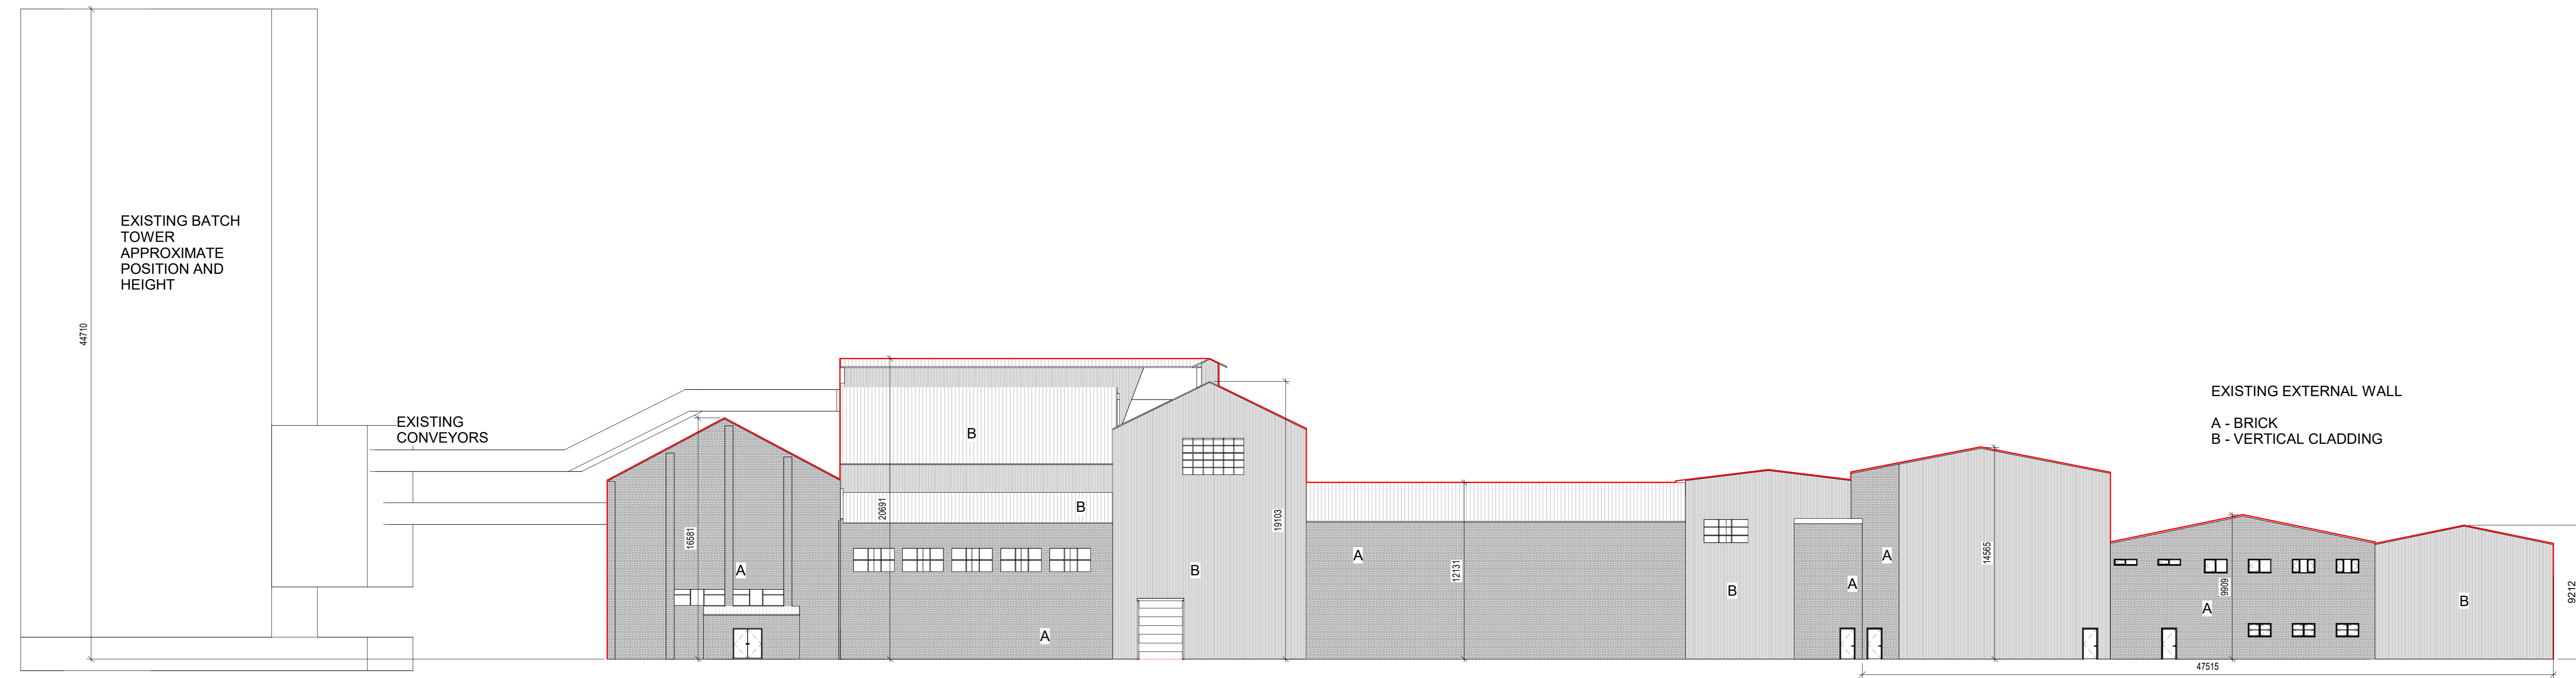 EXISTING BATCH
TOWER
APPROXIMATE
POSITION AND
HEIGHT
44710
EXISTING
CONVEYORS
16581
A
20691
B
B
A
19103
B
A
12131
B
A
A
14565
9909
A
B
9212
47515
EXISTING EXTERNAL WALL
A - BRICK
B - VERTICAL CLADDING